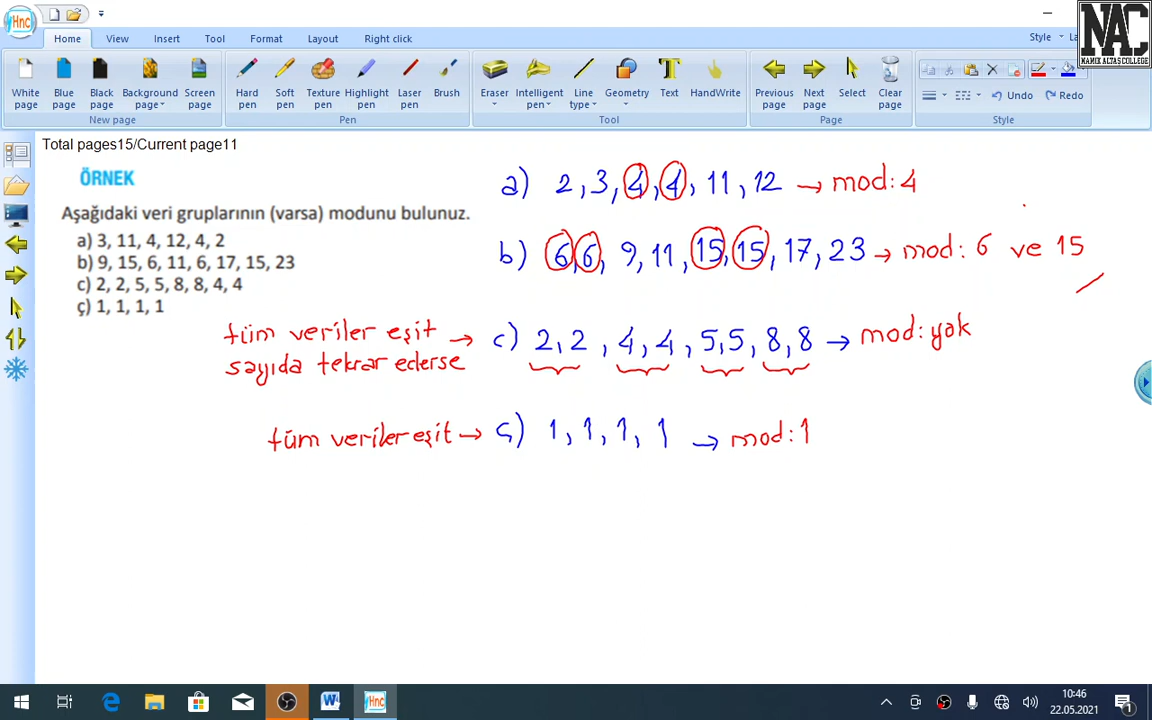 Hnc
Style
Home View Insert Tool Format Layout Right click
NAC
NAMIK ALTAS COLLEGE
White page
Blue page
Black page
Background page
Screen page
Hard pen
Soft pen
Texture pen
Highlight pen
Laser pen
Brush
Eraser
Intelligent pen
Line type
Geometry
Text
HandWrite
Previous page
Next page
Select
Clear page
Undo
Redo
New page
Pen
Tool
Page
Style
Total pages15/Current page11
ÖRNEK
Aşağıdaki veri gruplarının (varsa) modunu bulunuz.
a) 3, 11, 4, 12, 4, 2
b) 9, 15, 6, 11, 6, 17, 15, 23
c) 2, 2, 5, 5, 8, 8, 4, 4
ç) 1, 1, 1, 1
a) 2, 3, 4, 4, 11, 12 → mod: 4
b) 6, 6, 9, 11, 15, 15, 17, 23 → mod: 6 ve 15
tüm veriler eşit
sayıda tekrar ederse
→ c) 2, 2, 4, 4, 5, 5, 8, 8 → mod: yok
tüm veriler eşit → ç) 1, 1, 1, 1 → mod: 1
10:46
22.05.2021